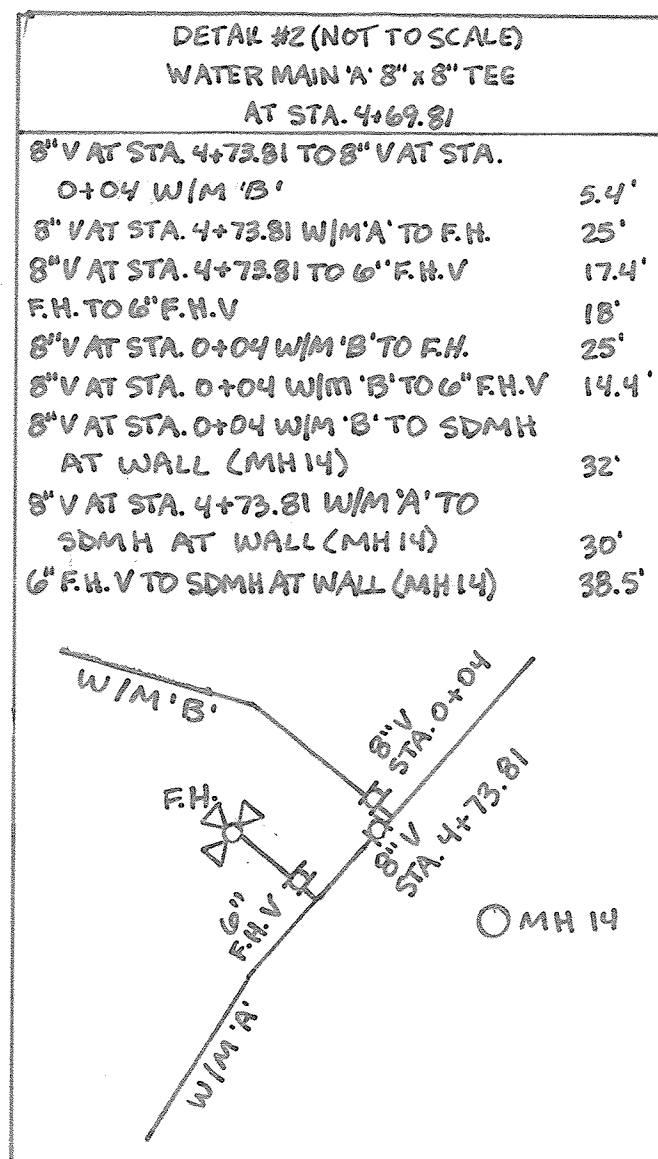 DETAIL #2 (NOT TO SCALE)
WATER MAIN 'A' 8" x 8" TEE
AT STA. 4+69.81
8" V AT STA. 4+73.81 TO 8" V AT STA.
0+04 W/M 'B' 5.4'
8" V AT STA. 4+73.81 W/M 'A' TO F.H. 25'
8" V AT STA. 4+73.81 TO 6" F.H.V 17.4'
F.H. TO 6" F.H.V 18'
8" V AT STA. 0+04 W/M 'B' TO F.H. 25'
8" V AT STA. 0+04 W/M 'B' TO 6" F.H.V 14.4'
8" V AT STA. 0+04 W/M 'B' TO SDMH
AT WALL (MH 14) 32'
8" V AT STA. 4+73.81 W/M 'A' TO
SDMH AT WALL (MH 14) 30'
6" F.H.V TO SDMH AT WALL (MH 14) 38.5'
W/M 'B'
8" V
STA. 0+04
F.H.
8" V
STA. 4+73.81
6"
F.H.V
MH 14
W/M 'A'